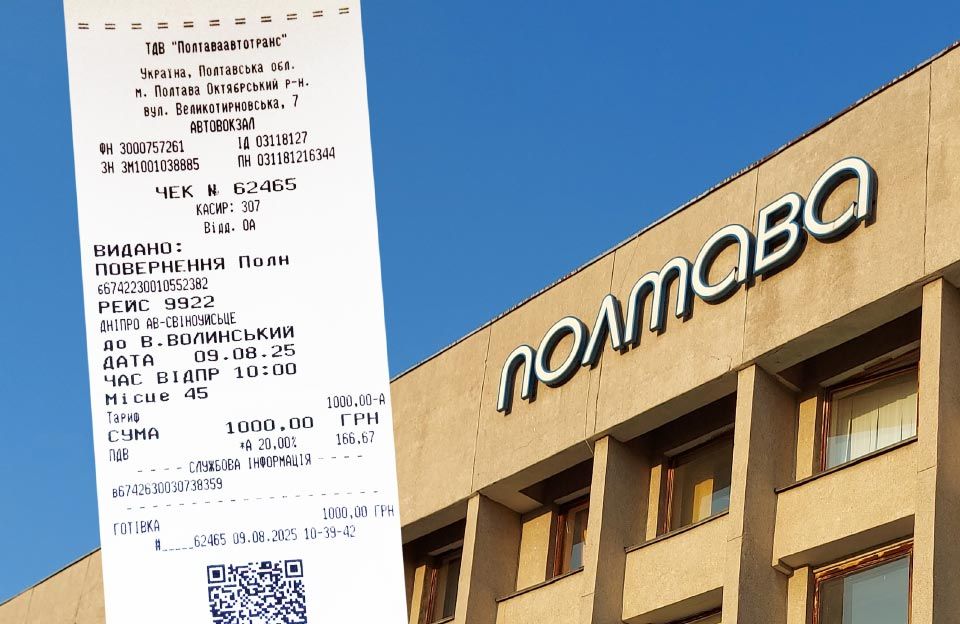 = = = = = = = = = = = = =
ТДВ "Полтаваавтотранс"
Україна, Полтавська обл.
м. Полтава Октябрський р-н.
вул. Великотирновська, 7
АВТОВОКЗАЛ
ФН 3000757261 ІД 03118127
ЗН ЗМ1001038885 ПН 031181216344
ЧЕК № 62465
КАСИР: 307
Відд. 0А
ВИДАНО:
ПОВЕРНЕННЯ Полн
б6742230010552382
РЕЙС 9922
ДНІПРО АВ-СВІНОУЙСЬЦЕ
до В.ВОЛИНСЬКИЙ
ДАТА 09.08.25
ЧАС ВІДПР 10:00
Місце 45
Тариф 1000,00-А
СУМА 1000,00 ГРН
ПДВ *А 20,00% 166,67
- - - - СЛУЖБОВА ІНФОРМАЦІЯ - - - -
в6742630030738359
ГОТІВКА 1000,00 ГРН
#_____62465 09.08.2025 10-39-42
ПОЛТАВА